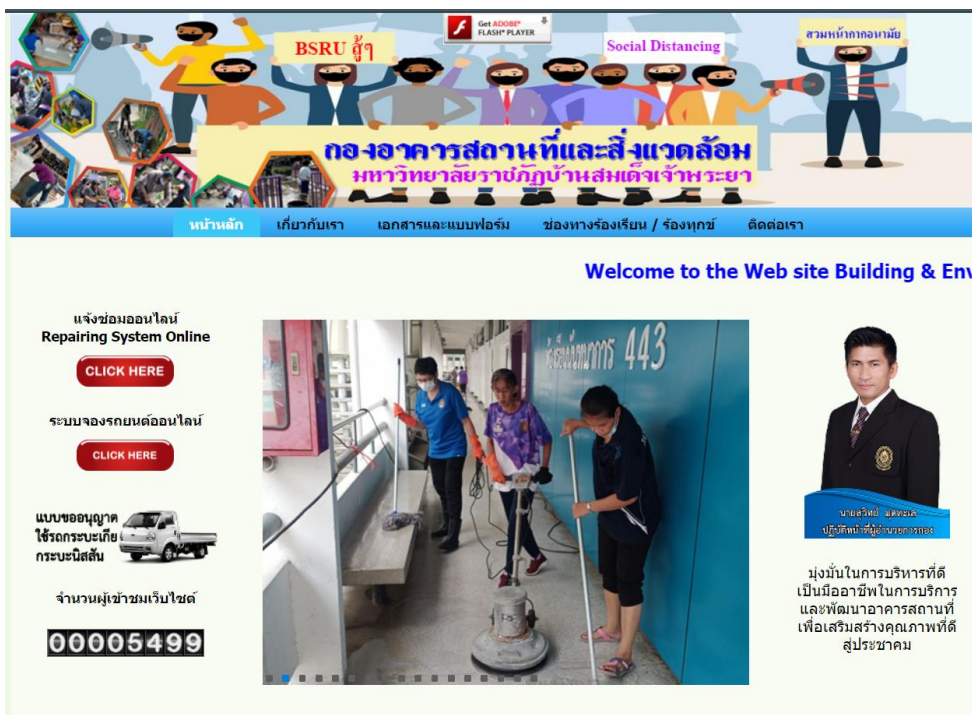 Get ADOBE®
FLASH® PLAYER
BSRU สู้ๆ
Social Distancing
สวมหน้ากากอนามัย
กองอาคารสถานที่และสิ่งแวดล้อม
มหาวิทยาลัยราชภัฏบ้านสมเด็จเจ้าพระยา
หน้าหลัก เกี่ยวกับเรา เอกสารและแบบฟอร์ม ช่องทางร้องเรียน / ร้องทุกข์ ติดต่อเรา
Welcome to the Web site Building & Env
แจ้งซ่อมออนไลน์
Repairing System Online
CLICK HERE
ระบบจองรถยนต์ออนไลน์
CLICK HERE
แบบขออนุญาต
ใช้รถกระบะเกีย
กระบะนิสสัน
จำนวนผู้เข้าชมเว็บไซต์
00005499
443
นายสุวิทย์
ปฏิบัติหน้าที่ผู้อำนวยการกอง
มุ่งมั่นในการบริหารที่ดี
เป็นมืออาชีพในการบริการ
และพัฒนาอาคารสถานที่
เพื่อเสริมสร้างคุณภาพที่ดี
สู่ประชาคม